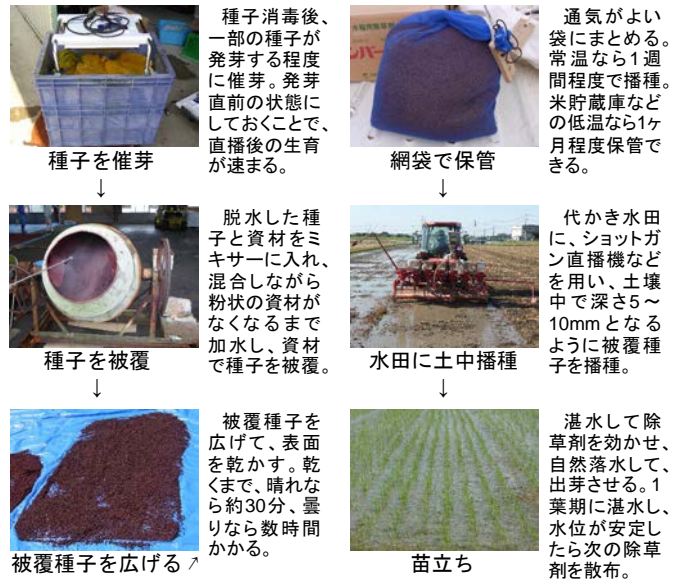 種子消毒後、
一部の種子が
発芽する程度
に催芽。発芽
直前の状態に
しておくことで、
直播後の生育
が速まる。
種子を催芽
↓
脱水した種
子と資材をミ
キサーに入れ、
混合しながら
粉状の資材が
なくなるまで
加水し、資材
で種子を被覆。
種子を被覆
↓
被覆種子を
広げて、表面
を乾かす。乾
くまで、晴れな
ら約30分、曇
りなら数時間
かかる。
被覆種子を広げる↗
通気がよい
袋にまとめる。
常温なら1週
間程度で播種。
米貯蔵庫など
の低温なら1ヶ
月程度保管で
きる。
網袋で保管
↓
代かき水田
に、ショットガ
ン直播機など
を用い、土壌
中で深さ5～
10mmとなる
ように被覆種
子を播種。
水田に土中播種
↓
湛水して除
草剤を効かせ、
自然落水して、
出芽させる。1
葉期に湛水し、
水位が安定し
たら次の除草
剤を散布。
苗立ち